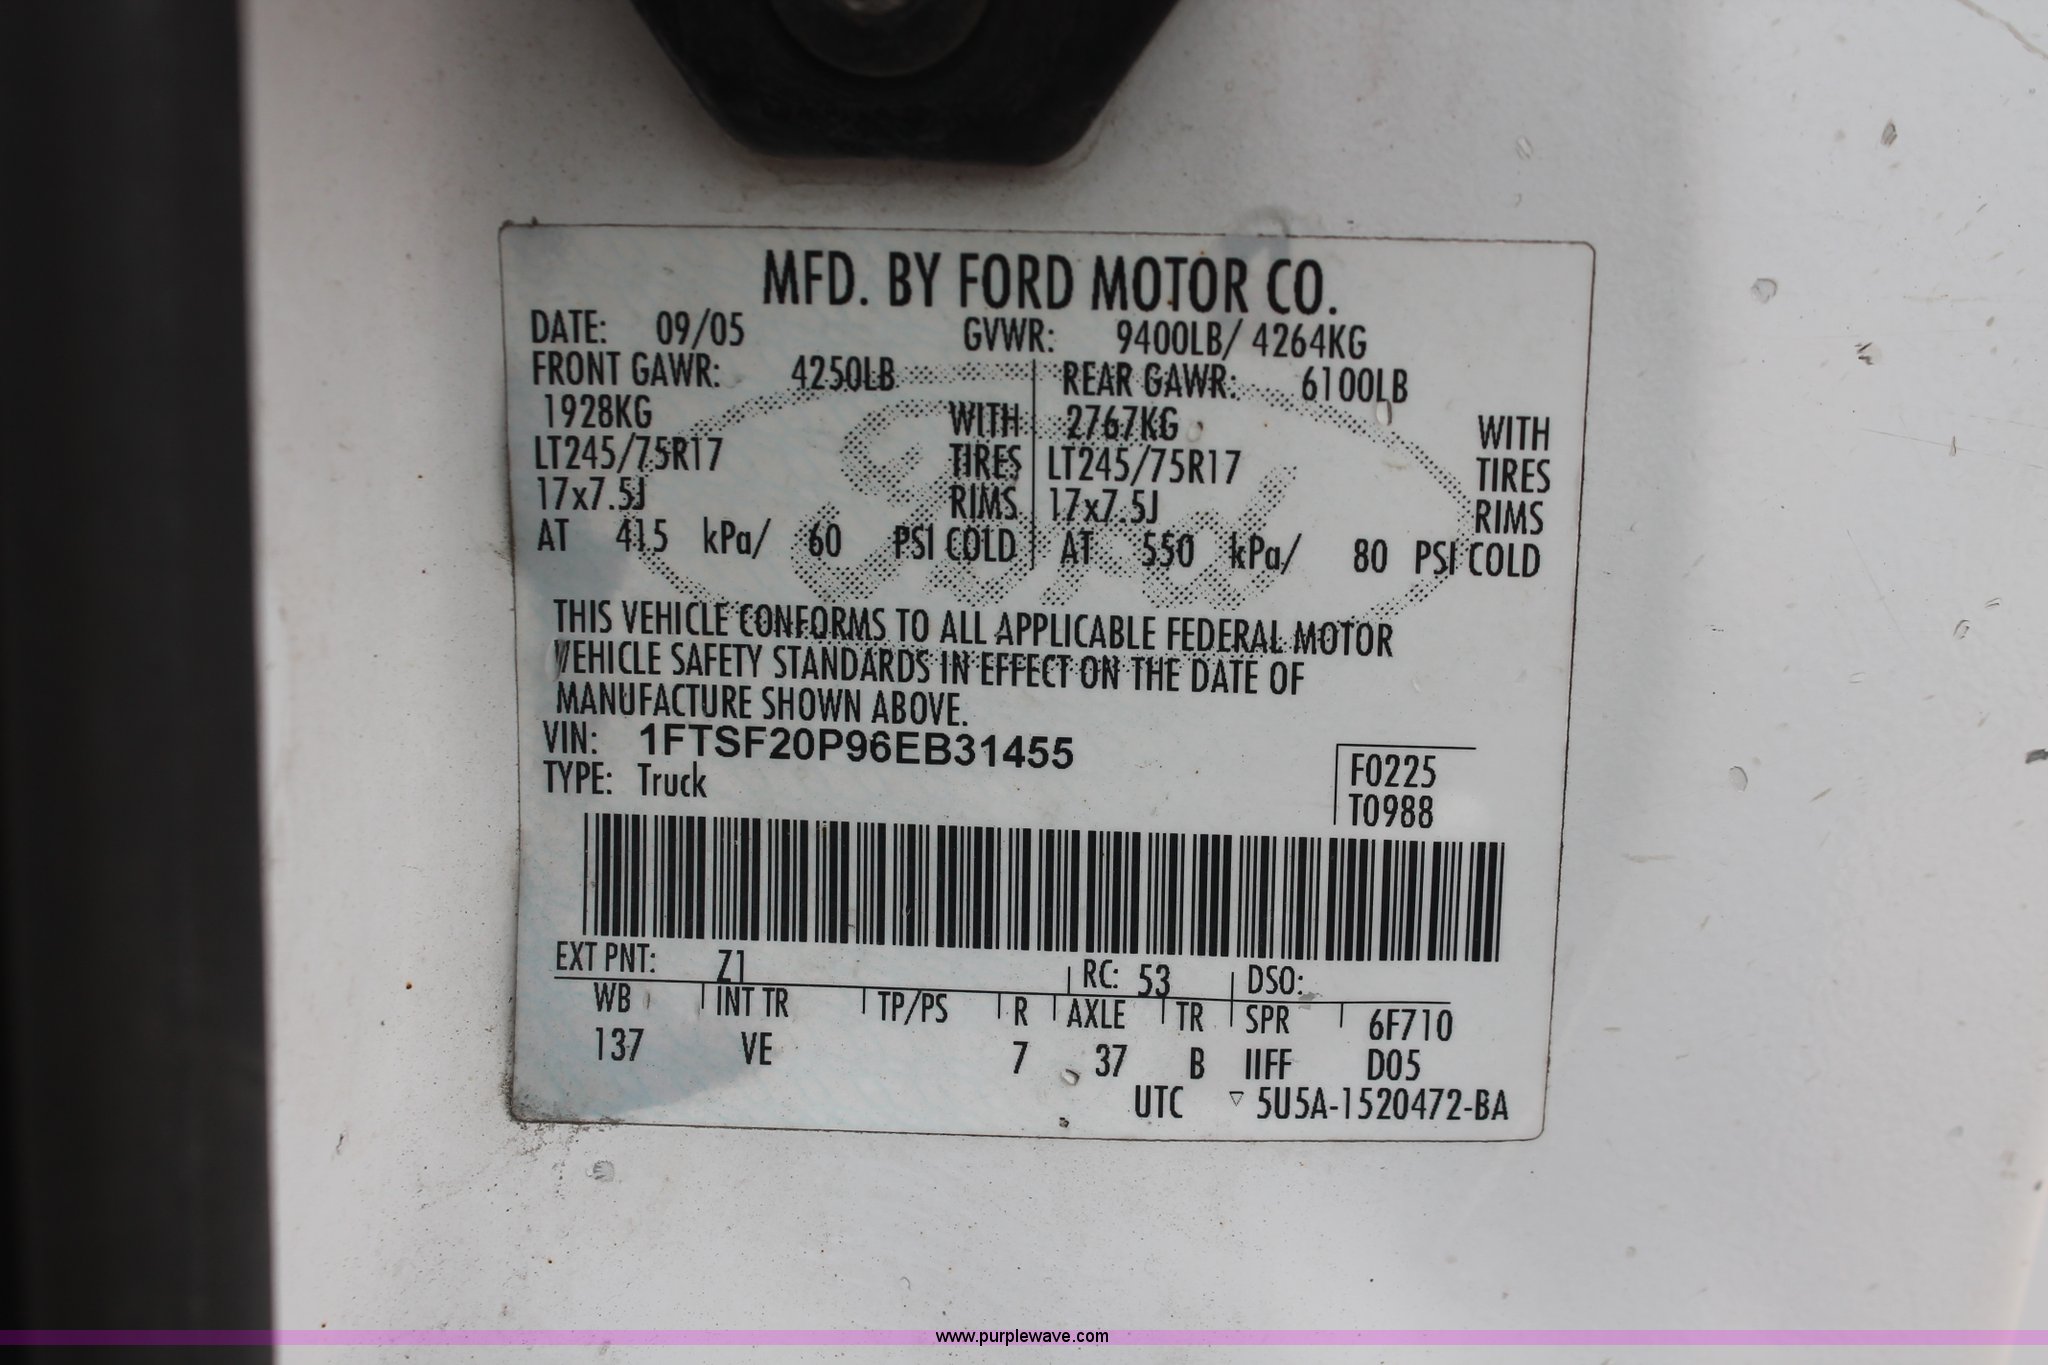 MFD. BY FORD MOTOR CO.
DATE: 09/05 GVWR: 9400LB/ 4264KG
FRONT GAWR: 4250LB REAR GAWR: 6100LB
1928KG WITH 2767KG WITH
LT245/75R17 TIRES LT245/75R17 TIRES
17x7.5J RIMS 17x7.5J RIMS
AT 415 kPa/ 60 PSI COLD AT 550 kPa/ 80 PSI COLD
Ford
THIS VEHICLE CONFORMS TO ALL APPLICABLE FEDERAL MOTOR
VEHICLE SAFETY STANDARDS IN EFFECT ON THE DATE OF
MANUFACTURE SHOWN ABOVE.
VIN: 1FTSF20P96EB31455
TYPE: Truck
F0225
T0988
EXT PNT: Z1 RC: 53 DSO:
WB INT TR TP/PS R AXLE TR SPR 6F710
137 VE 7 37 B IIFF D05
UTC ▽ 5U5A-1520472-BA
www.purplewave.com